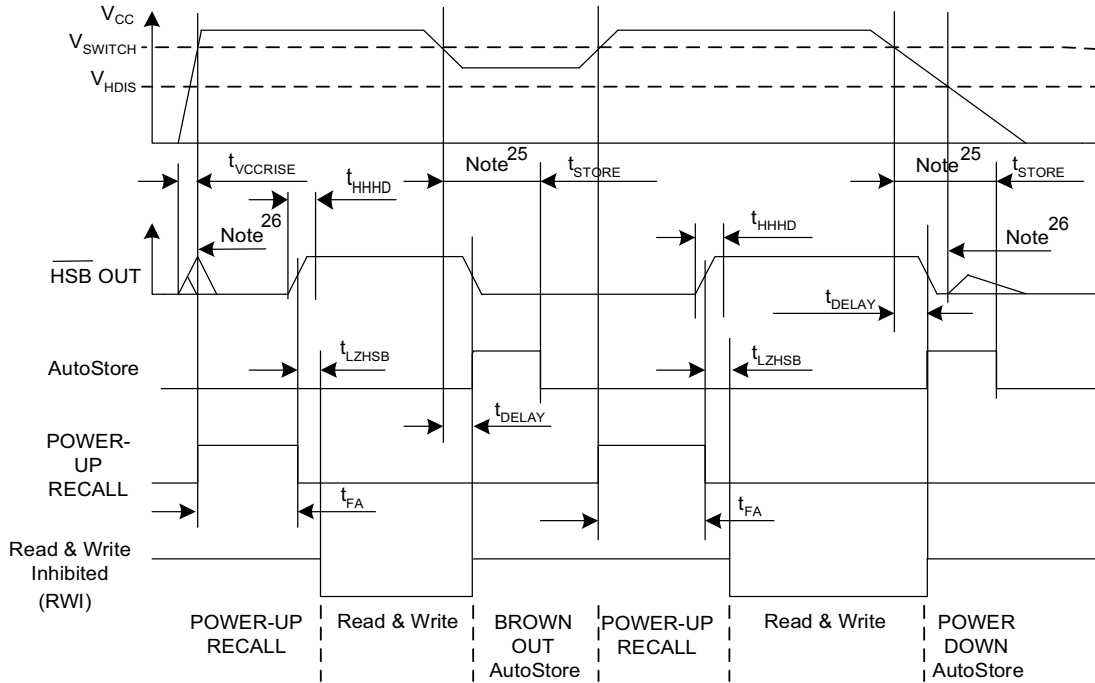 VCC
VSWITCH
VHDIS
tVCCRISE
Note25
tSTORE
Note25
tSTORE
tHHHD
tHHHD
Note26
Note26
HSB OUT
tDELAY
tLZHSB
tLZHSB
AutoStore
tDELAY
POWER-
UP
RECALL
tFA
tFA
Read & Write
Inhibited
(RWI)
POWER-UP
RECALL
Read & Write
BROWN
OUT
AutoStore
POWER-UP
RECALL
Read & Write
POWER
DOWN
AutoStore